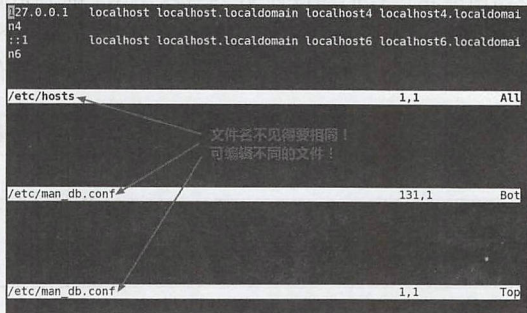 127.0.0.1   localhost localhost.localdomain localhost4 localhost4.localdomai
n4
::1         localhost localhost.localdomain localhost6 localhost6.localdomai
n6
/etc/hosts 1,1 All
文件名不见得要相同！
可编辑不同的文件！
/etc/man_db.conf 131,1 Bot
/etc/man_db.conf 1,1 Top